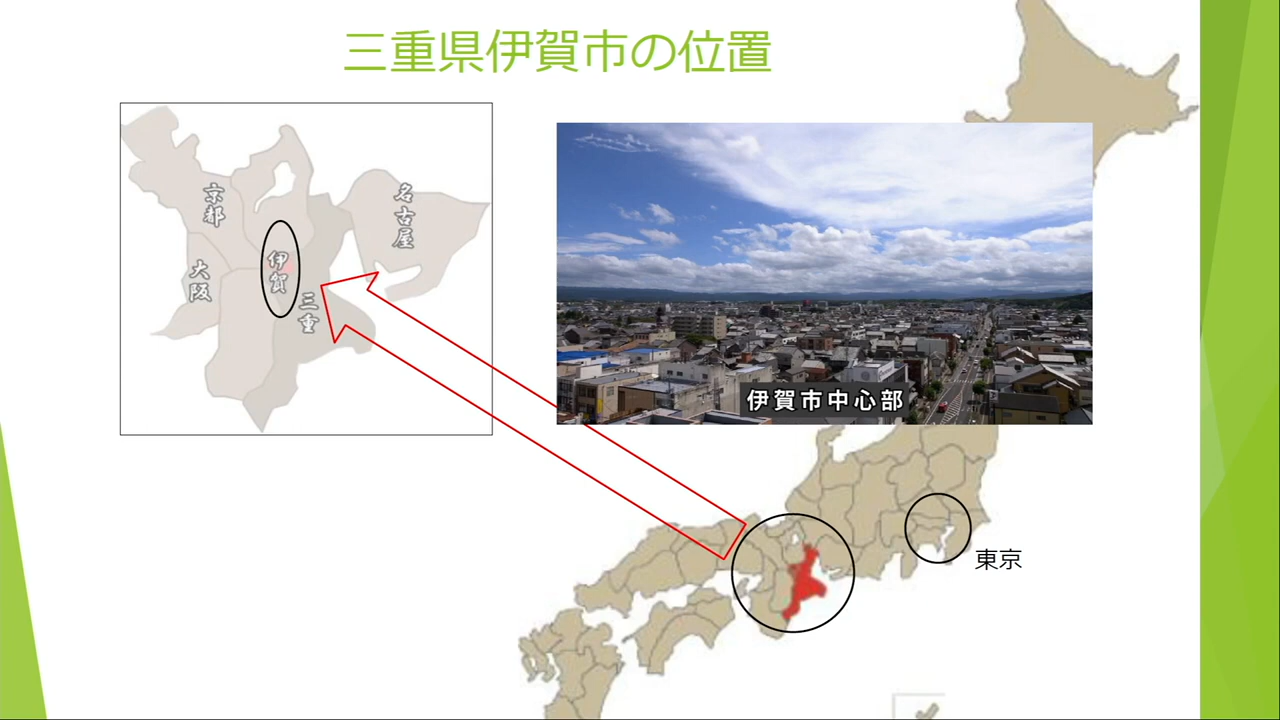 三重県伊賀市の位置
京都
名古屋
伊賀
大阪
三重
伊賀市中心部
東京